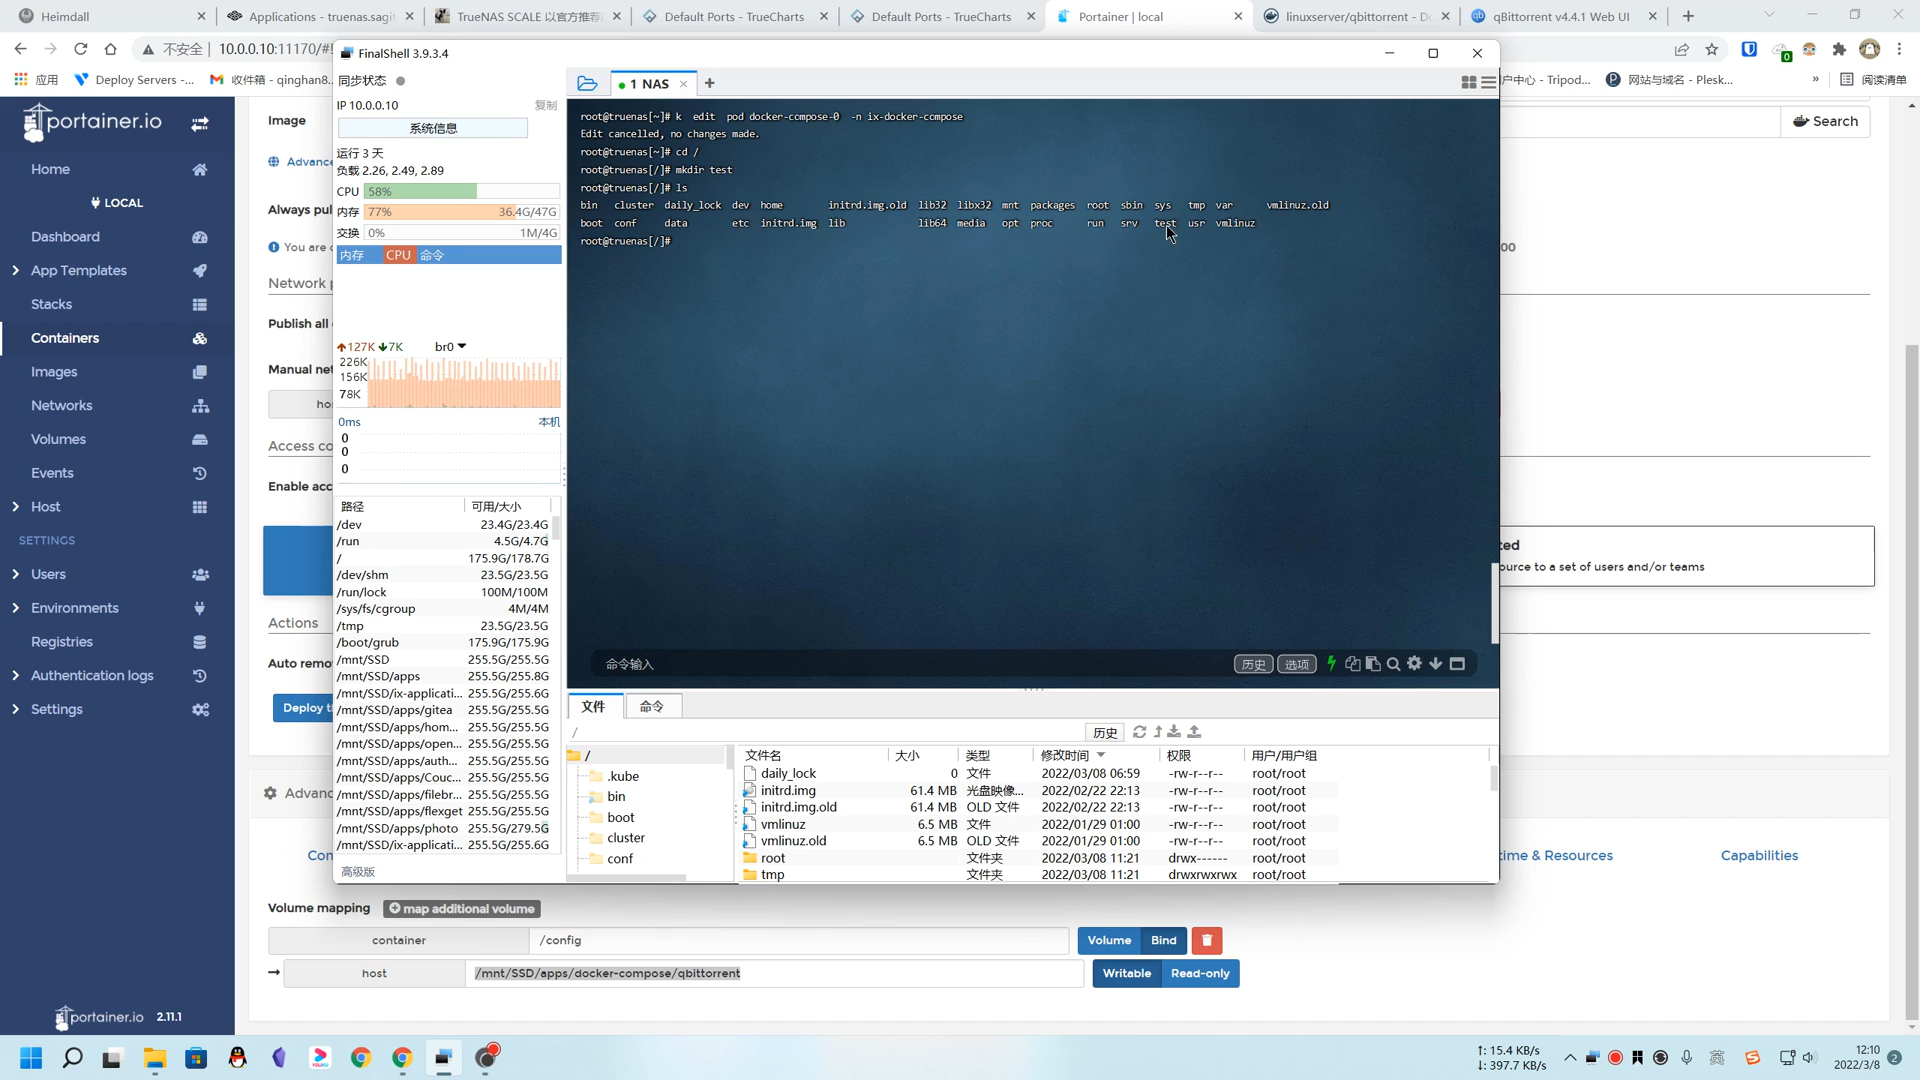 Heimdall
Applications - truenas.sagit
TrueNAS SCALE 以官方推荐
Default Ports - TrueCharts
Default Ports - TrueCharts
Portainer | local
linuxserver/qbittorrent - Do
qBittorrent v4.4.1 Web UI
不安全 | 10.0.0.10:11170/#
应用
Deploy Servers -...
收件箱 - qinghan8...
户中心 - Tripod...
网站与域名 - Plesk...
»
阅读清单
portainer.io
Home
LOCAL
Dashboard
App Templates
Stacks
Containers
Images
Networks
Volumes
Events
Host
SETTINGS
Users
Environments
Registries
Authentication logs
Settings
portainer.io 2.11.1
Image
Search
Advance
Always pul
You are
00
Network p
Publish all
Manual net
ho
Access co
Enable acc
ted
ource to a set of users and/or teams
Actions
Auto remo
Deploy t
Advanc
Con
time & Resources
Capabilities
FinalShell 3.9.3.4
同步状态
IP 10.0.0.10 复制
系统信息
运行 3 天
负载 2.26, 2.49, 2.89
CPU 58%
内存 77% 36.4G/47G
交换 0% 1M/4G
内存 CPU 命令
127K 7K br0
226K
156K
78K
0ms 本机
0
0
0
路径 可用/大小
/dev 23.4G/23.4G
/run 4.5G/4.7G
/ 175.9G/178.7G
/dev/shm 23.5G/23.5G
/run/lock 100M/100M
/sys/fs/cgroup 4M/4M
/tmp 23.5G/23.5G
/boot/grub 175.9G/175.9G
/mnt/SSD 255.5G/255.5G
/mnt/SSD/apps 255.5G/255.8G
/mnt/SSD/ix-applicati... 255.5G/255.6G
/mnt/SSD/apps/gitea 255.5G/255.5G
/mnt/SSD/apps/hom... 255.5G/255.5G
/mnt/SSD/apps/open... 255.5G/255.5G
/mnt/SSD/apps/auth... 255.5G/255.5G
/mnt/SSD/apps/Couc... 255.5G/255.5G
/mnt/SSD/apps/filebr... 255.5G/255.5G
/mnt/SSD/apps/flexget 255.5G/255.5G
/mnt/SSD/apps/photo 255.5G/279.5G
/mnt/SSD/ix-applicati... 255.5G/255.6G
高级版
1 NAS
root@truenas[~]# k edit pod docker-compose-0 -n ix-docker-compose
Edit cancelled, no changes made.
root@truenas[~]# cd /
root@truenas[/]# mkdir test
root@truenas[/]# ls
bin cluster daily_lock dev home initrd.img.old lib32 libx32 mnt packages root sbin sys tmp var vmlinuz.old
boot conf data etc initrd.img lib lib64 media opt proc run srv test usr vmlinuz
root@truenas[/]#
命令输入
历史
选项
文件
命令
/
历史
/
.kube
bin
boot
cluster
conf
文件名 大小 类型 修改时间 权限 用户/用户组
daily_lock 0 文件 2022/03/08 06:59 -rw-r--r-- root/root
initrd.img 61.4 MB 光盘映像... 2022/02/22 22:13 -rw-r--r-- root/root
initrd.img.old 61.4 MB OLD 文件 2022/02/22 22:13 -rw-r--r-- root/root
vmlinuz 6.5 MB 文件 2022/01/29 01:00 -rw-r--r-- root/root
vmlinuz.old 6.5 MB OLD 文件 2022/01/29 01:00 -rw-r--r-- root/root
root 文件夹 2022/03/08 11:21 drwx------ root/root
tmp 文件夹 2022/03/08 11:21 drwxrwxrwx root/root
Volume mapping
map additional volume
container /config
Volume Bind
host /mnt/SSD/apps/docker-compose/qbittorrent
Writable Read-only
↑: 15.4 KB/s
↓: 397.7 KB/s
英
12:10
2022/3/8
2